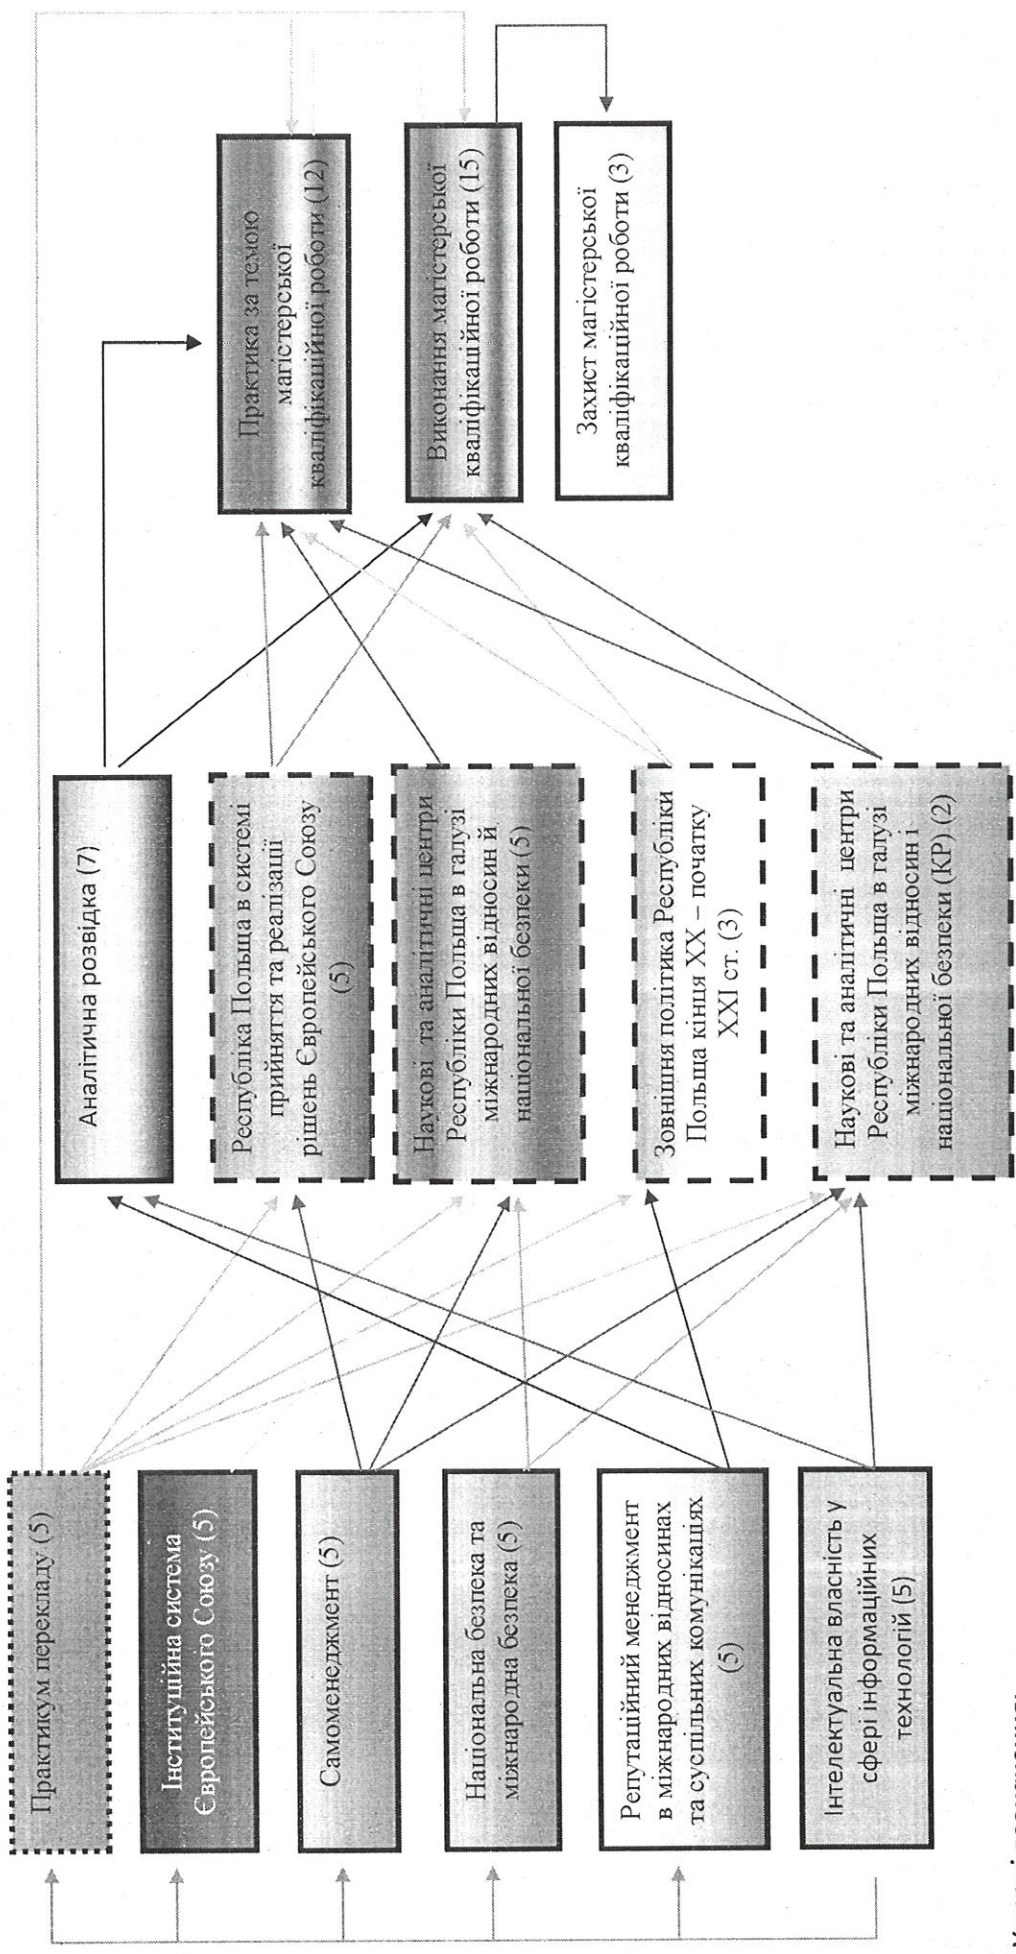 Практикум перекладу (5)
Інституційна система
Європейського Союзу (5)
Самоменеджмент (5)
Національна безпека та
міжнародна безпека (5)
Репутаційний менеджмент
в міжнародних відносинах
та суспільних комунікаціях
(5)
Інтелектуальна власність у
сфері інформаційних
технологій (5)
Аналітична розвідка (7)
Республіка Польща в системі
прийняття та реалізації
рішень Європейського Союзу
(5)
Наукові та аналітичні центри
Республіки Польща в галузі
міжнародних відносин й
національної безпеки (5)
Зовнішня політика Республіки
Польща кінця XX – початку
XXI ст. (3)
Наукові та аналітичні центри
Республіки Польща в галузі
міжнародних відносин і
національної безпеки (КР) (2)
Практика за темою
магістерської
кваліфікаційної роботи (12)
Виконання магістерської
кваліфікаційної роботи (15)
Захист магістерської
кваліфікаційної роботи (3)